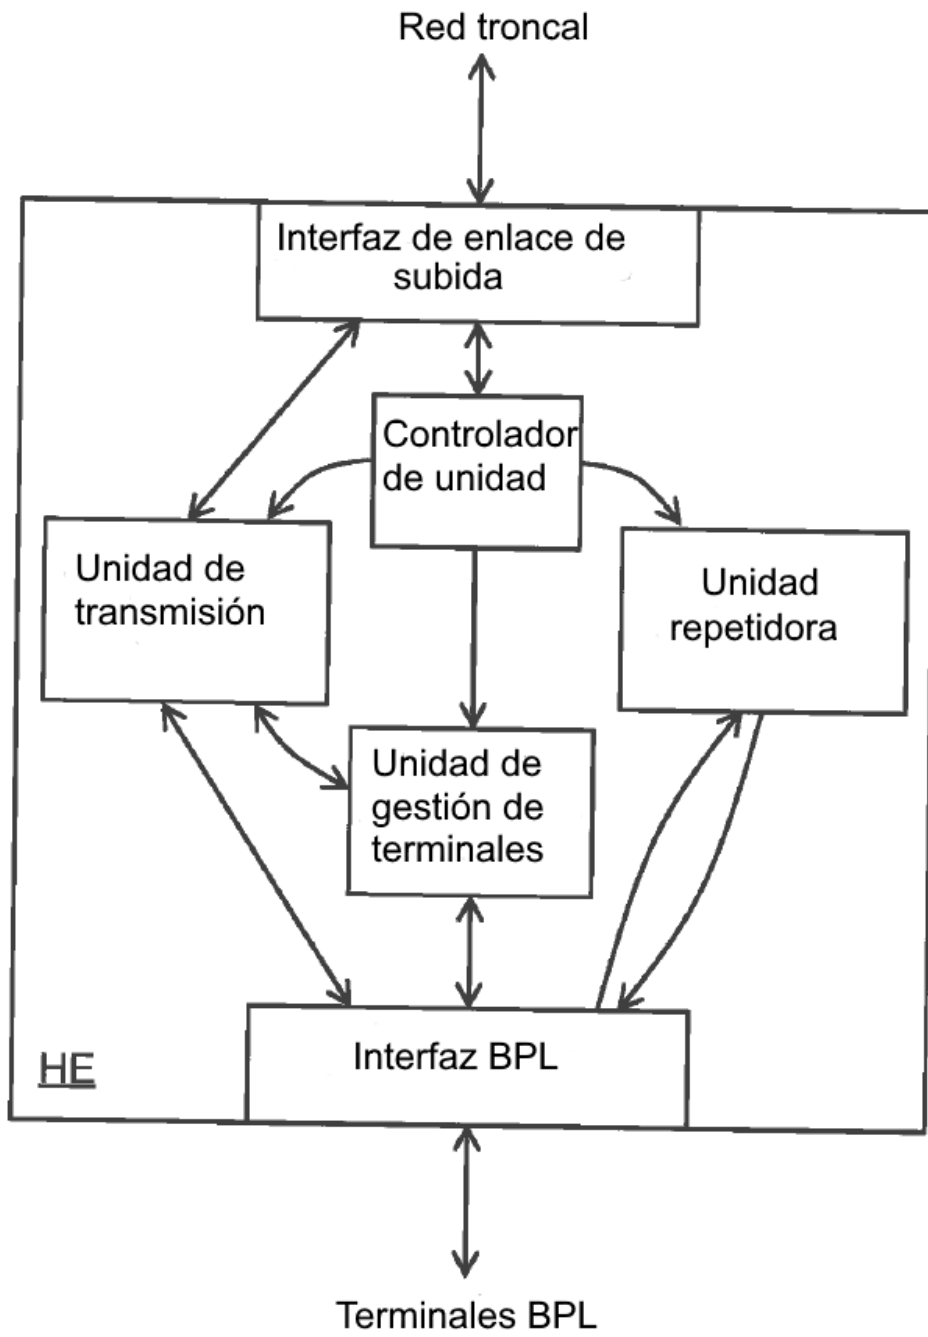 Red troncal
Interfaz de enlace de
subida
Controlador
de unidad
Unidad de
transmisión
Unidad
repetidora
Unidad de
gestión de
terminales
Interfaz BPL
HE
Terminales BPL